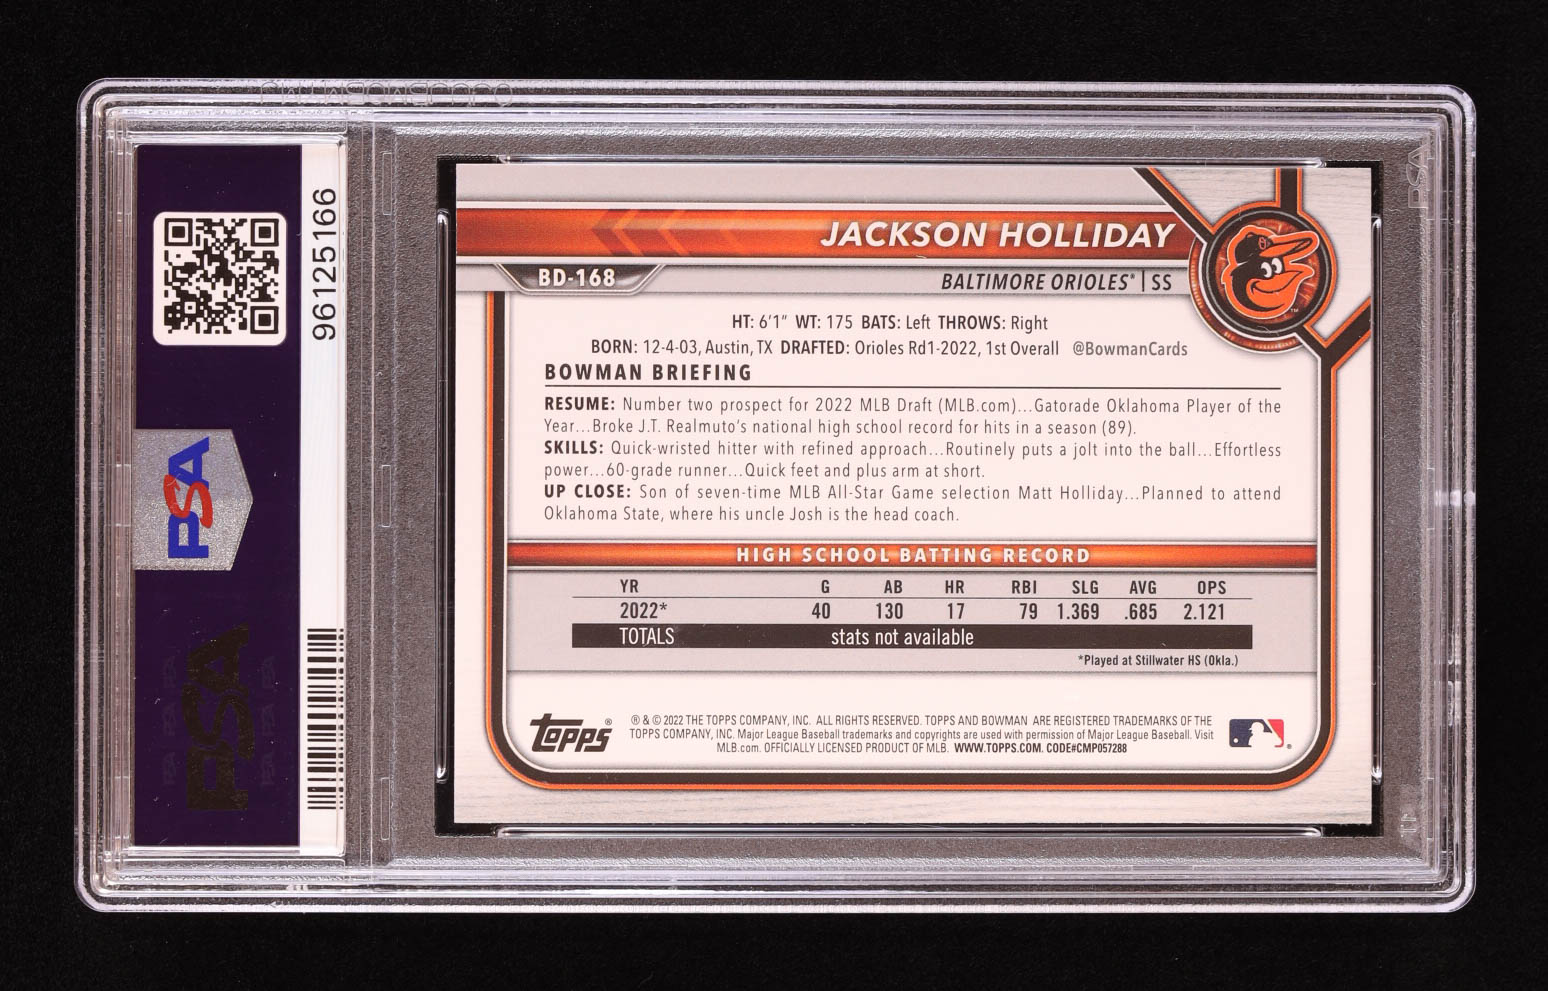 JACKSON HOLLIDAY
BD-168
BALTIMORE ORIOLES* | SS
HT: 6'1" WT: 175 BATS: Left THROWS: Right
BORN: 12-4-03, Austin, TX DRAFTED: Orioles Rd1-2022, 1st Overall @BowmanCards
BOWMAN BRIEFING
RESUME: Number two prospect for 2022 MLB Draft (MLB.com)...Gatorade Oklahoma Player of the
Year...Broke J.T. Realmuto's national high school record for hits in a season (89).
SKILLS: Quick-wristed hitter with refined approach...Routinely puts a jolt into the ball...Effortless
power...60-grade runner...Quick feet and plus arm at short.
UP CLOSE: Son of seven-time MLB All-Star Game selection Matt Holliday...Planned to attend
Oklahoma State, where his uncle Josh is the head coach.
HIGH SCHOOL BATTING RECORD
YR G AB HR RBI SLG AVG OPS
2022* 40 130 17 79 1.369 .685 2.121
TOTALS stats not available
*Played at Stillwater HS (Okla.)
topps®
® & © 2022 THE TOPPS COMPANY, INC. ALL RIGHTS RESERVED. TOPPS AND BOWMAN ARE REGISTERED TRADEMARKS OF THE
TOPPS COMPANY, INC. Major League Baseball trademarks and copyrights are used with permission of Major League Baseball. Visit
MLB.com. OFFICIALLY LICENSED PRODUCT OF MLB. WWW.TOPPS.COM. CODE#CMP057288
96125166
PSA
PSA
PSA